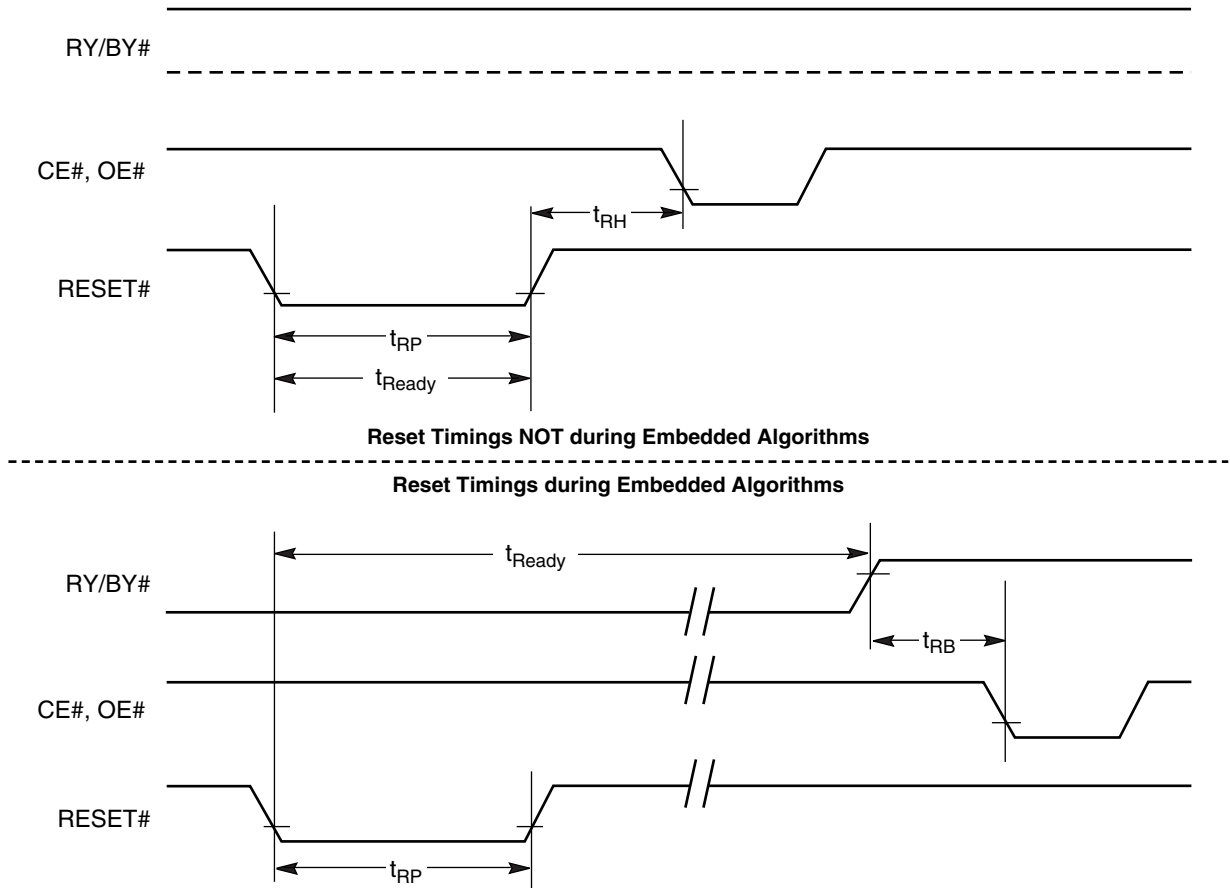 RY/BY#
CE#, OE#
tRH
RESET#
tRP
tReady
Reset Timings NOT during Embedded Algorithms
Reset Timings during Embedded Algorithms
tReady
RY/BY#
tRB
CE#, OE#
RESET#
tRP